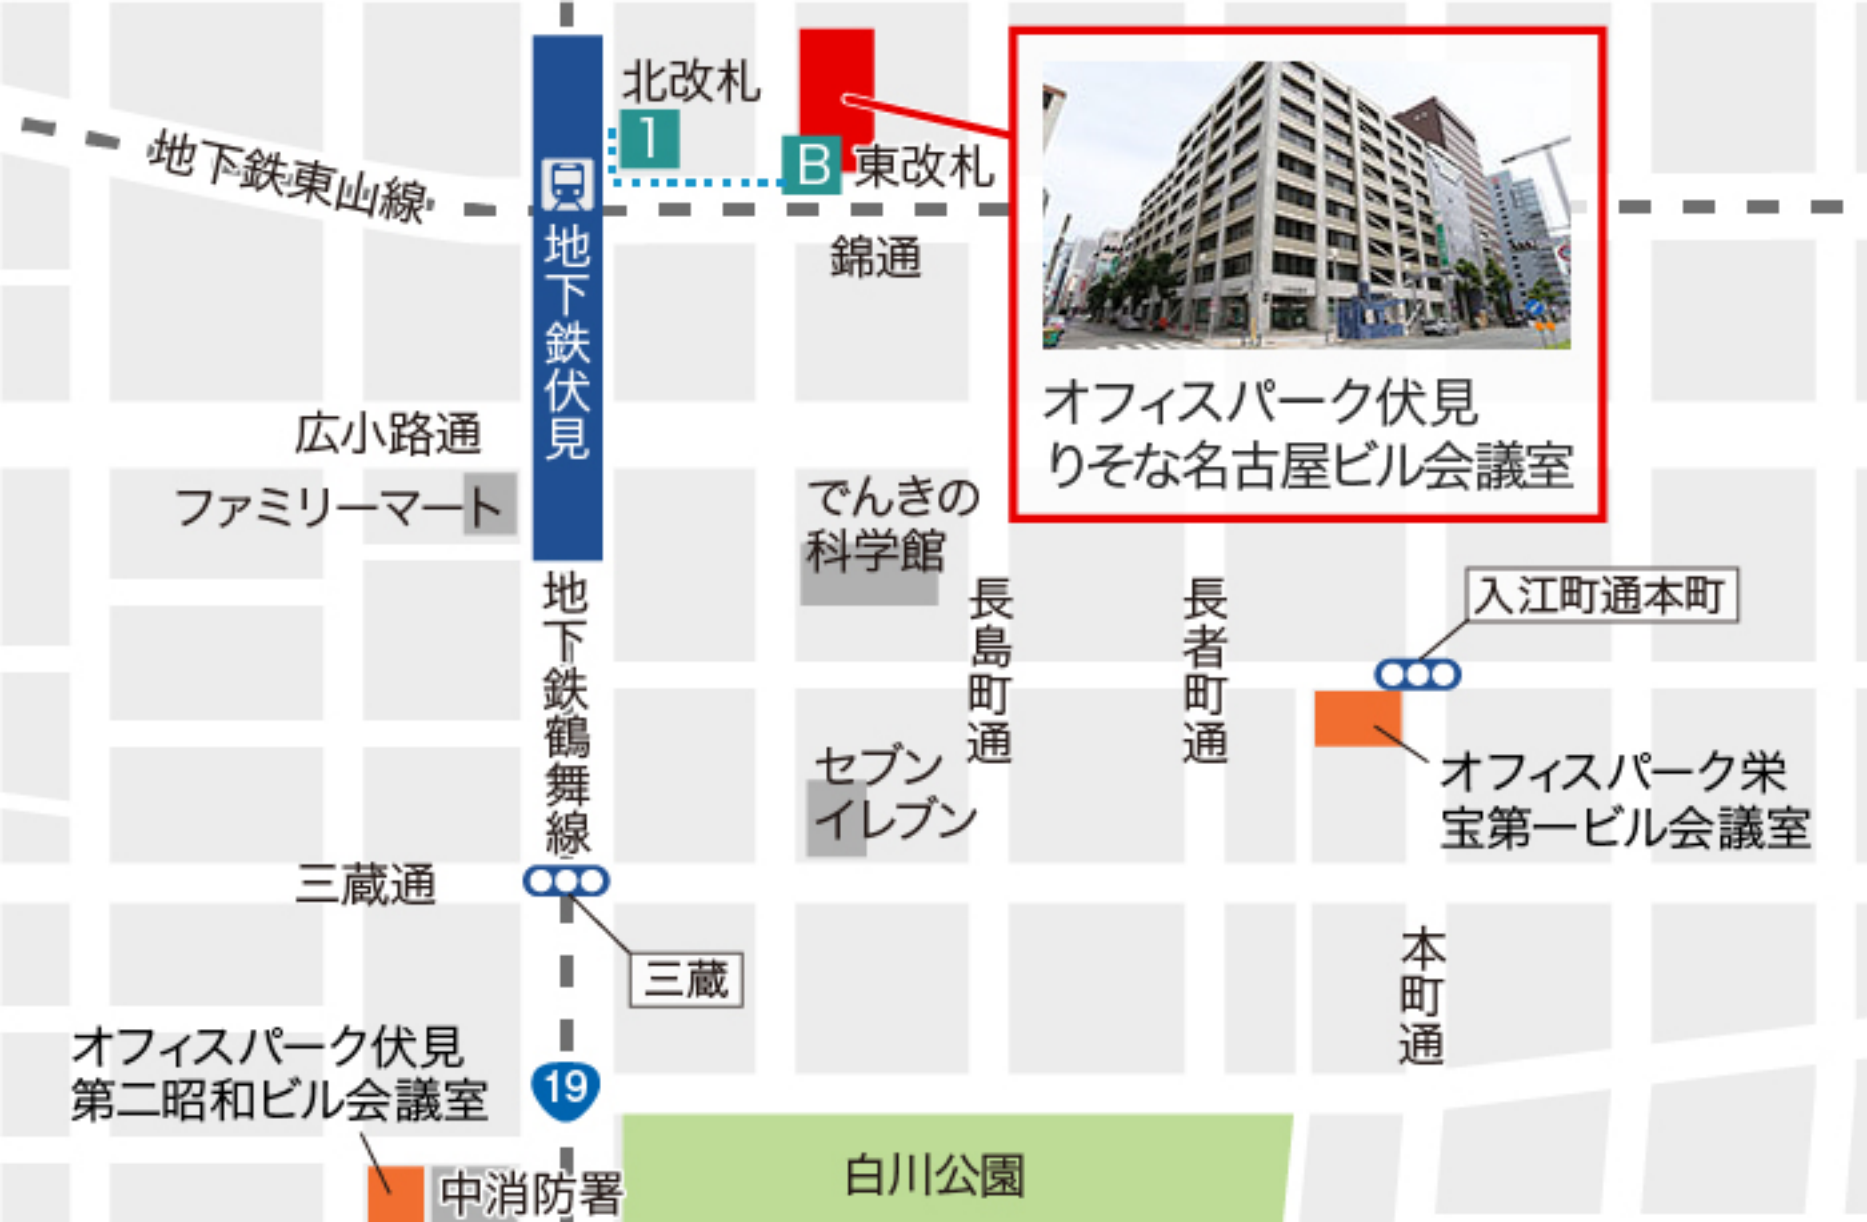 北改札
1
B
東改札
地下鉄東山線
錦通
地下鉄伏見
オフィスパーク伏見
りそな名古屋ビル会議室
広小路通
ファミリーマート
でんきの
科学館
地下鉄鶴舞線
長島町通
長者町通
入江町通本町
セブン
イレブン
オフィスパーク栄
宝第一ビル会議室
三蔵通
三蔵
本町通
オフィスパーク伏見
第二昭和ビル会議室
19
中消防署
白川公園